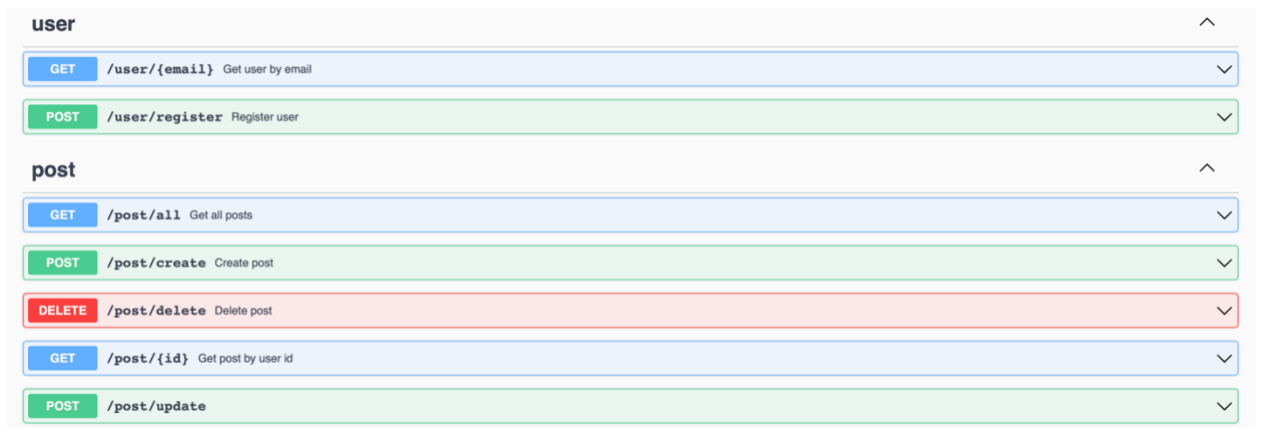 user
GET /user/{email} Get user by email
POST /user/register Register user
post
GET /post/all Get all posts
POST /post/create Create post
DELETE /post/delete Delete post
GET /post/{id} Get post by user id
POST /post/update